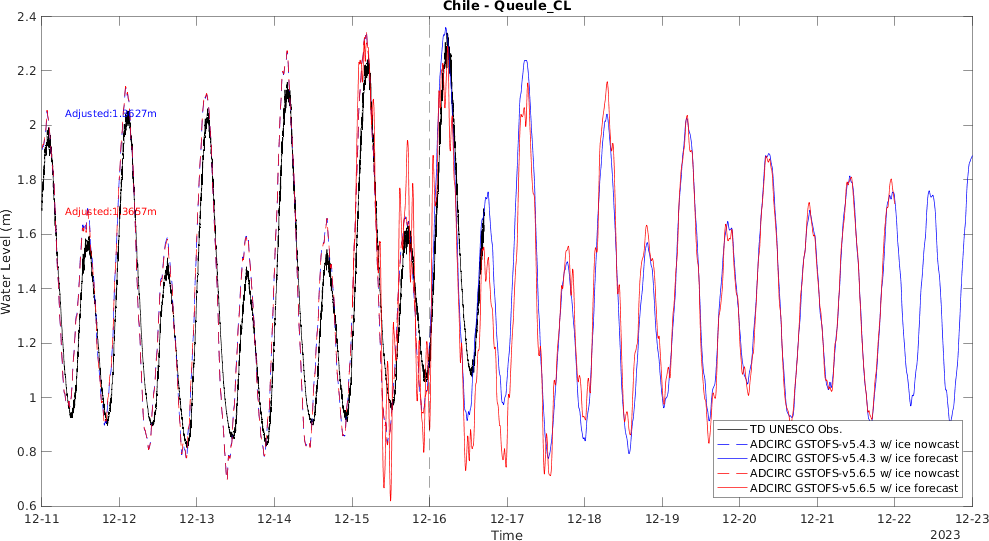 Chile - Queule_CL
2.4
2.2
2
1.8
1.6
1.4
1.2
1
0.8
0.6
Water Level (m)
Adjusted:1.3527m
Adjusted:1.3657m
TD UNESCO Obs.
ADCIRC GSTOFS-v5.4.3 w/ ice nowcast
ADCIRC GSTOFS-v5.4.3 w/ ice forecast
ADCIRC GSTOFS-v5.6.5 w/ ice nowcast
ADCIRC GSTOFS-v5.6.5 w/ ice forecast
12-11 12-12 12-13 12-14 12-15 12-16 12-17 12-18 12-19 12-20 12-21 12-22 12-23
Time
2023